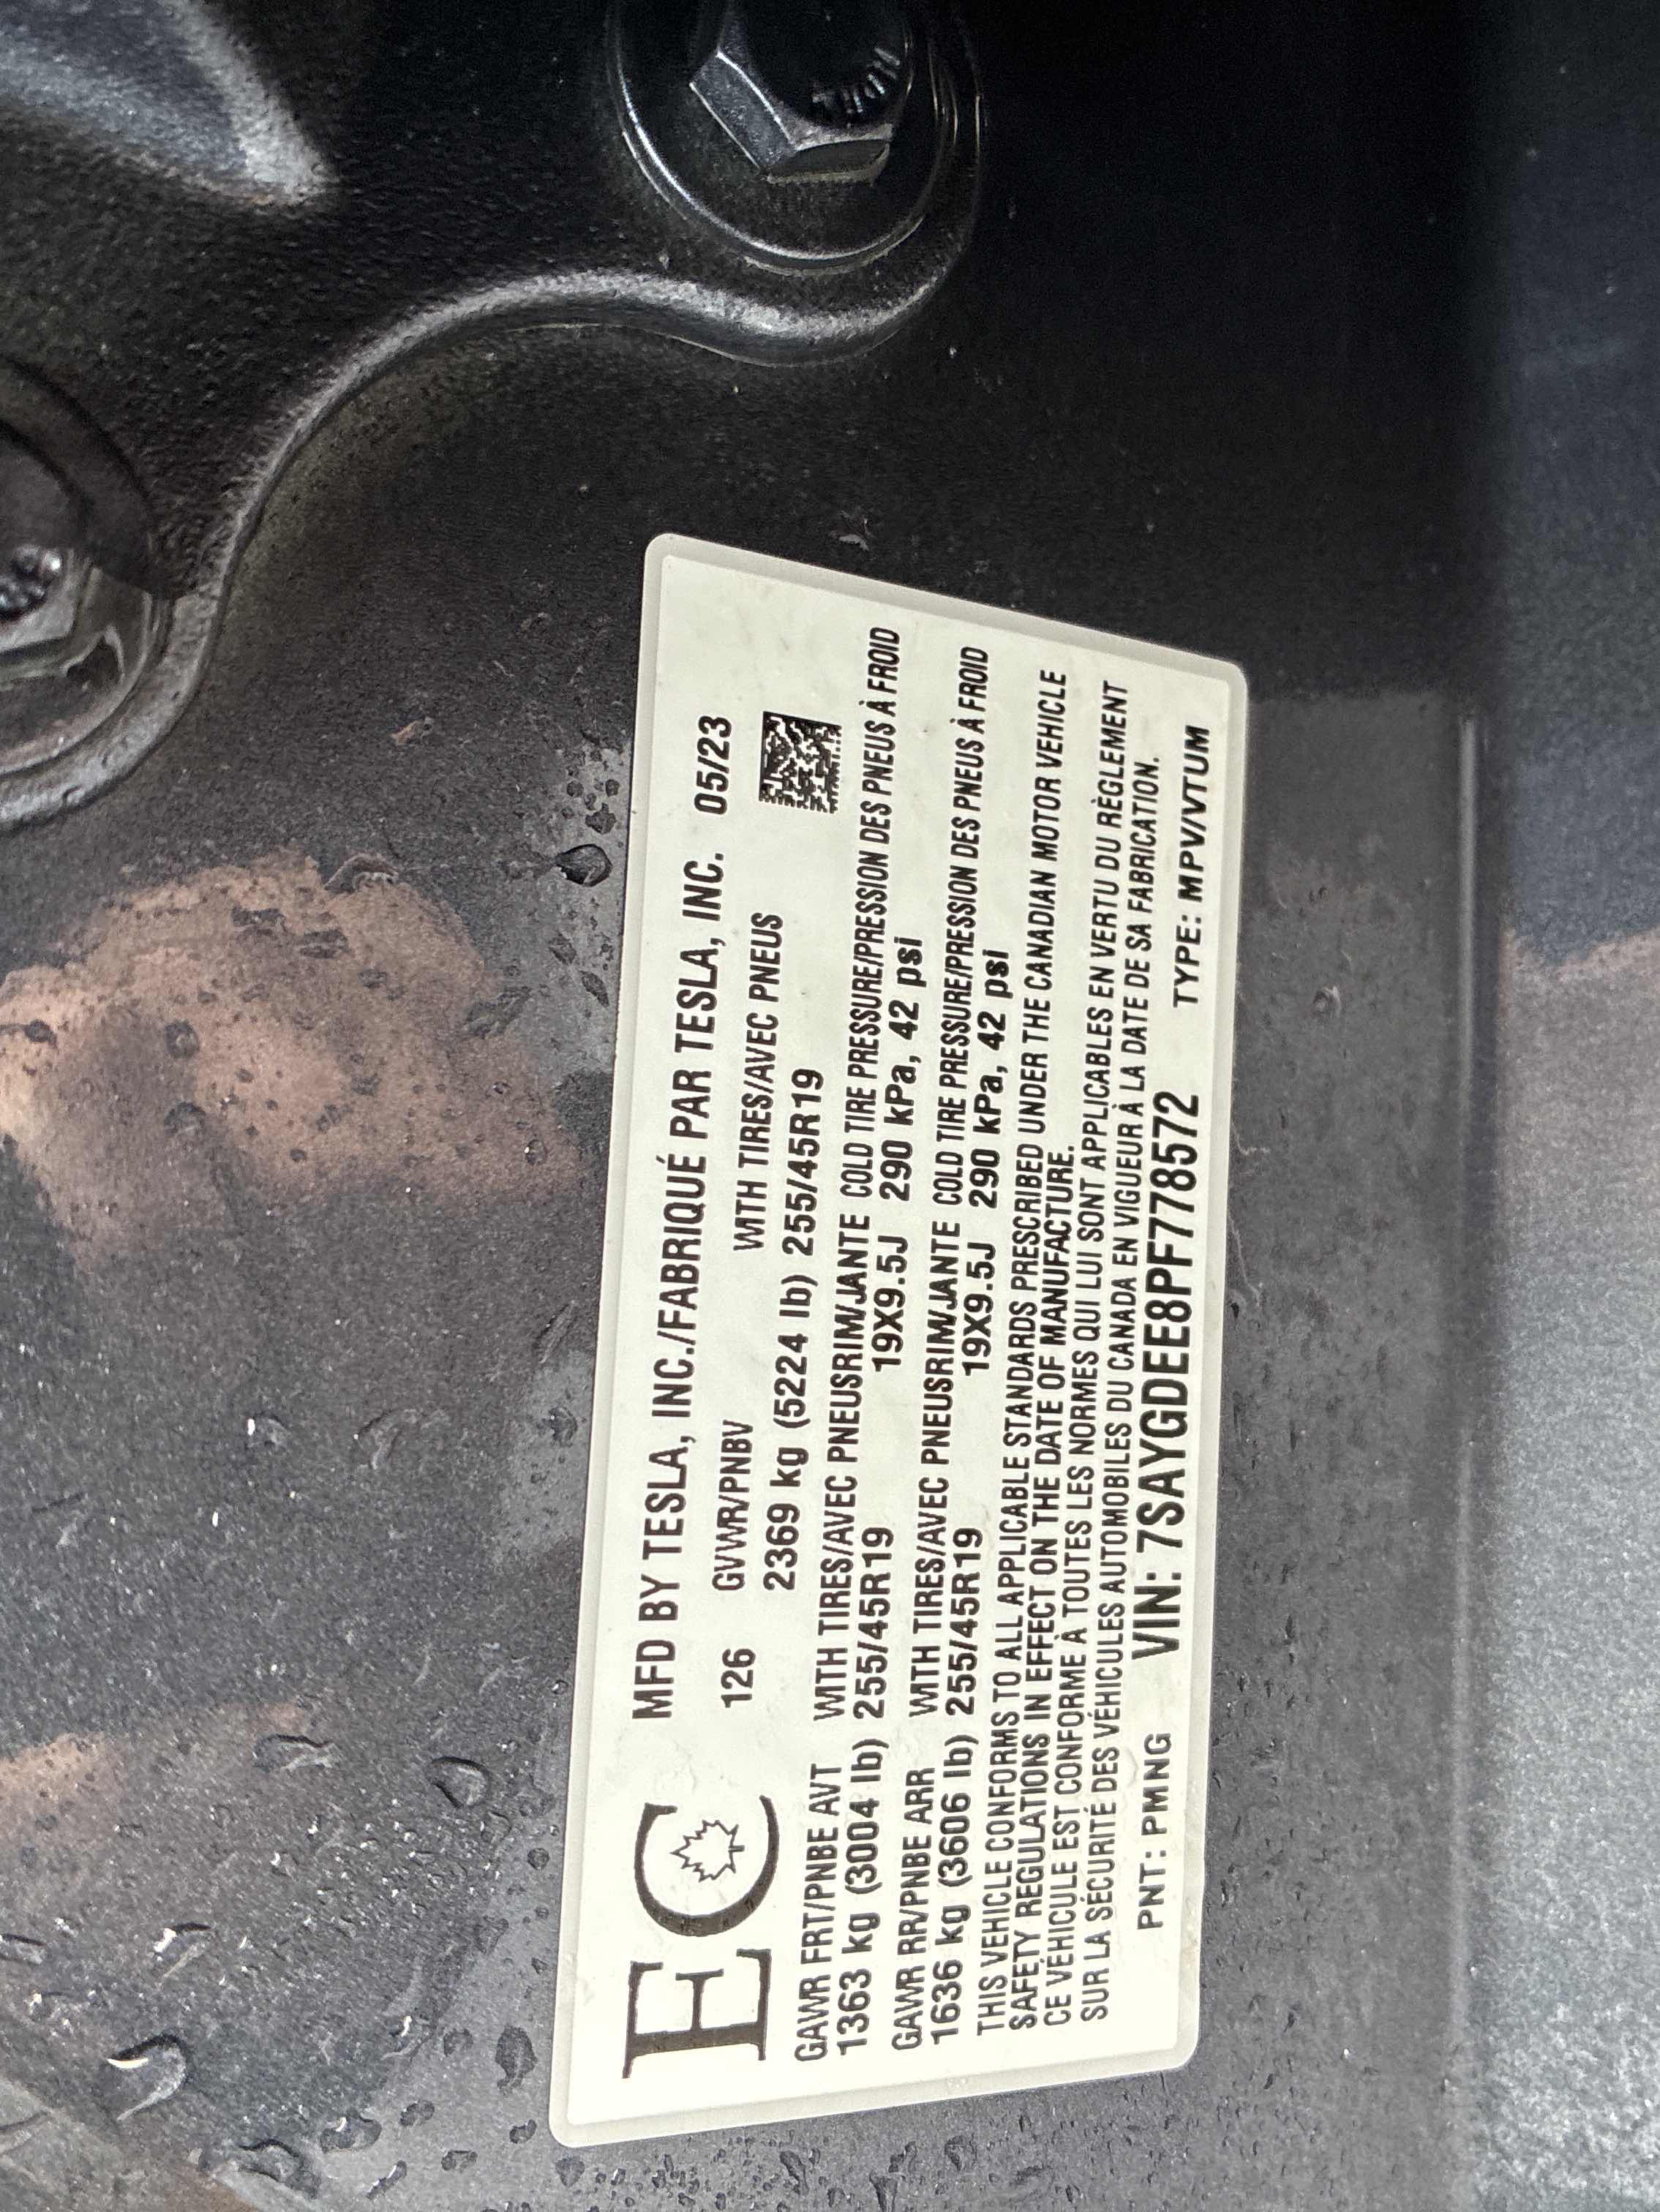 EC
MFD BY TESLA, INC./FABRIQUÉ PAR TESLA, INC. 05/23
126 GVWR/PNBV WITH TIRES/AVEC PNEUS
2369 kg (5224 lb) 255/45R19
GAWR FRT/PNBE AVT WITH TIRES/AVEC PNEUSRIM/JANTE COLD TIRE PRESSURE/PRESSION DES PNEUS À FROID
1363 kg (3004 lb) 255/45R19 19X9.5J 290 kPa, 42 psi
GAWR RR/PNBE ARR WITH TIRES/AVEC PNEUSRIM/JANTE COLD TIRE PRESSURE/PRESSION DES PNEUS À FROID
1636 kg (3606 lb) 255/45R19 19X9.5J 290 kPa, 42 psi
THIS VEHICLE CONFORMS TO ALL APPLICABLE STANDARDS PRESCRIBED UNDER THE CANADIAN MOTOR VEHICLE
SAFETY REGULATIONS IN EFFECT ON THE DATE OF MANUFACTURE.
CE VÉHICULE EST CONFORME À TOUTES LES NORMES QUI LUI SONT APPLICABLES EN VERTU DU RÈGLEMENT
SUR LA SÉCURITÉ DES VÉHICULES AUTOMOBILES DU CANADA EN VIGUEUR À LA DATE DE SA FABRICATION.
PNT: PMNG VIN: 7SAYGDEE8PF778572 TYPE: MPV/VTUM